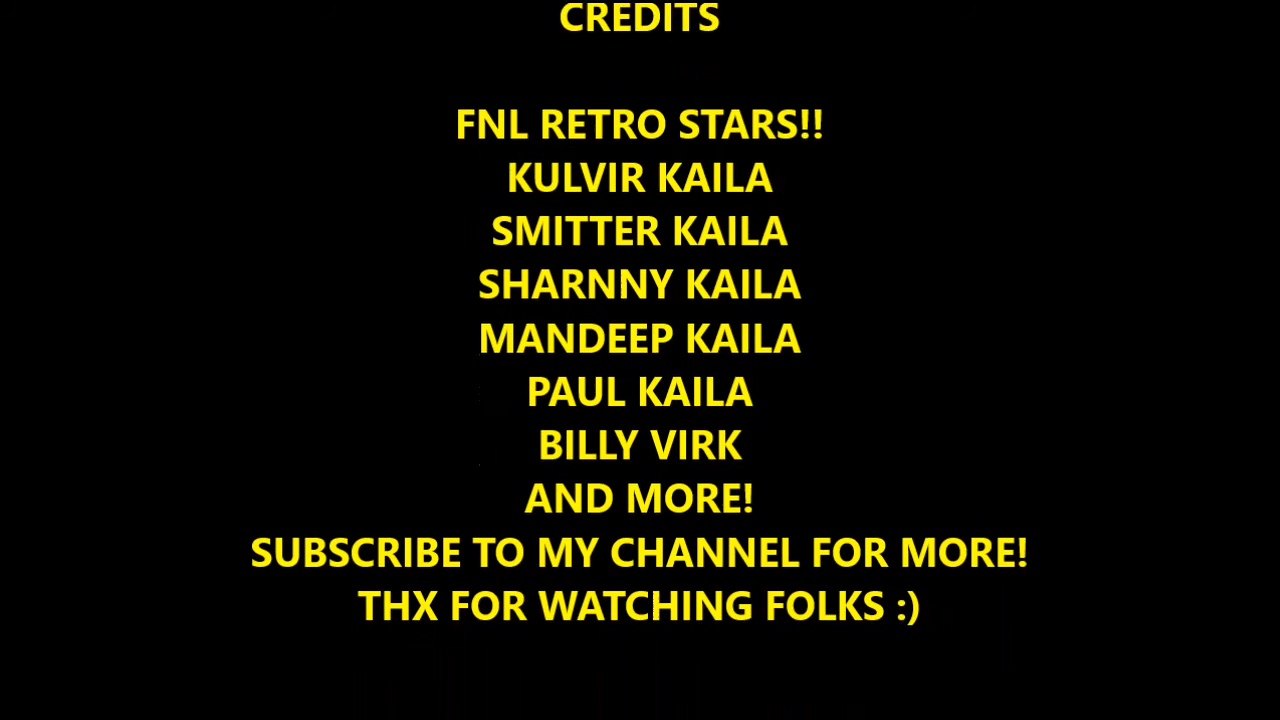 CREDITS
FNL RETRO STARS!!
KULVIR KAILA
SMITTER KAILA
SHARNNY KAILA
MANDEEP KAILA
PAUL KAILA
BILLY VIRK
AND MORE!
SUBSCRIBE TO MY CHANNEL FOR MORE!
THX FOR WATCHING FOLKS :)